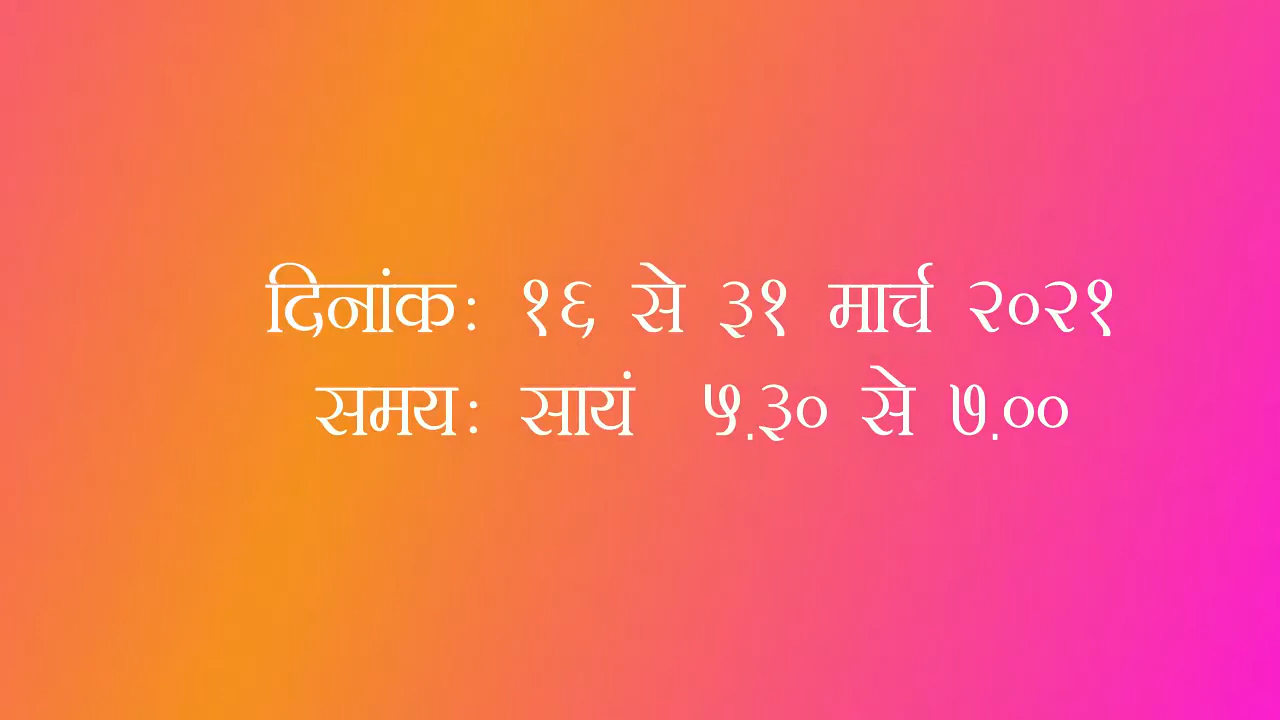 दिनांक: १६ से ३१ मार्च २०२१
समय: सायं ५.३० से ७.००